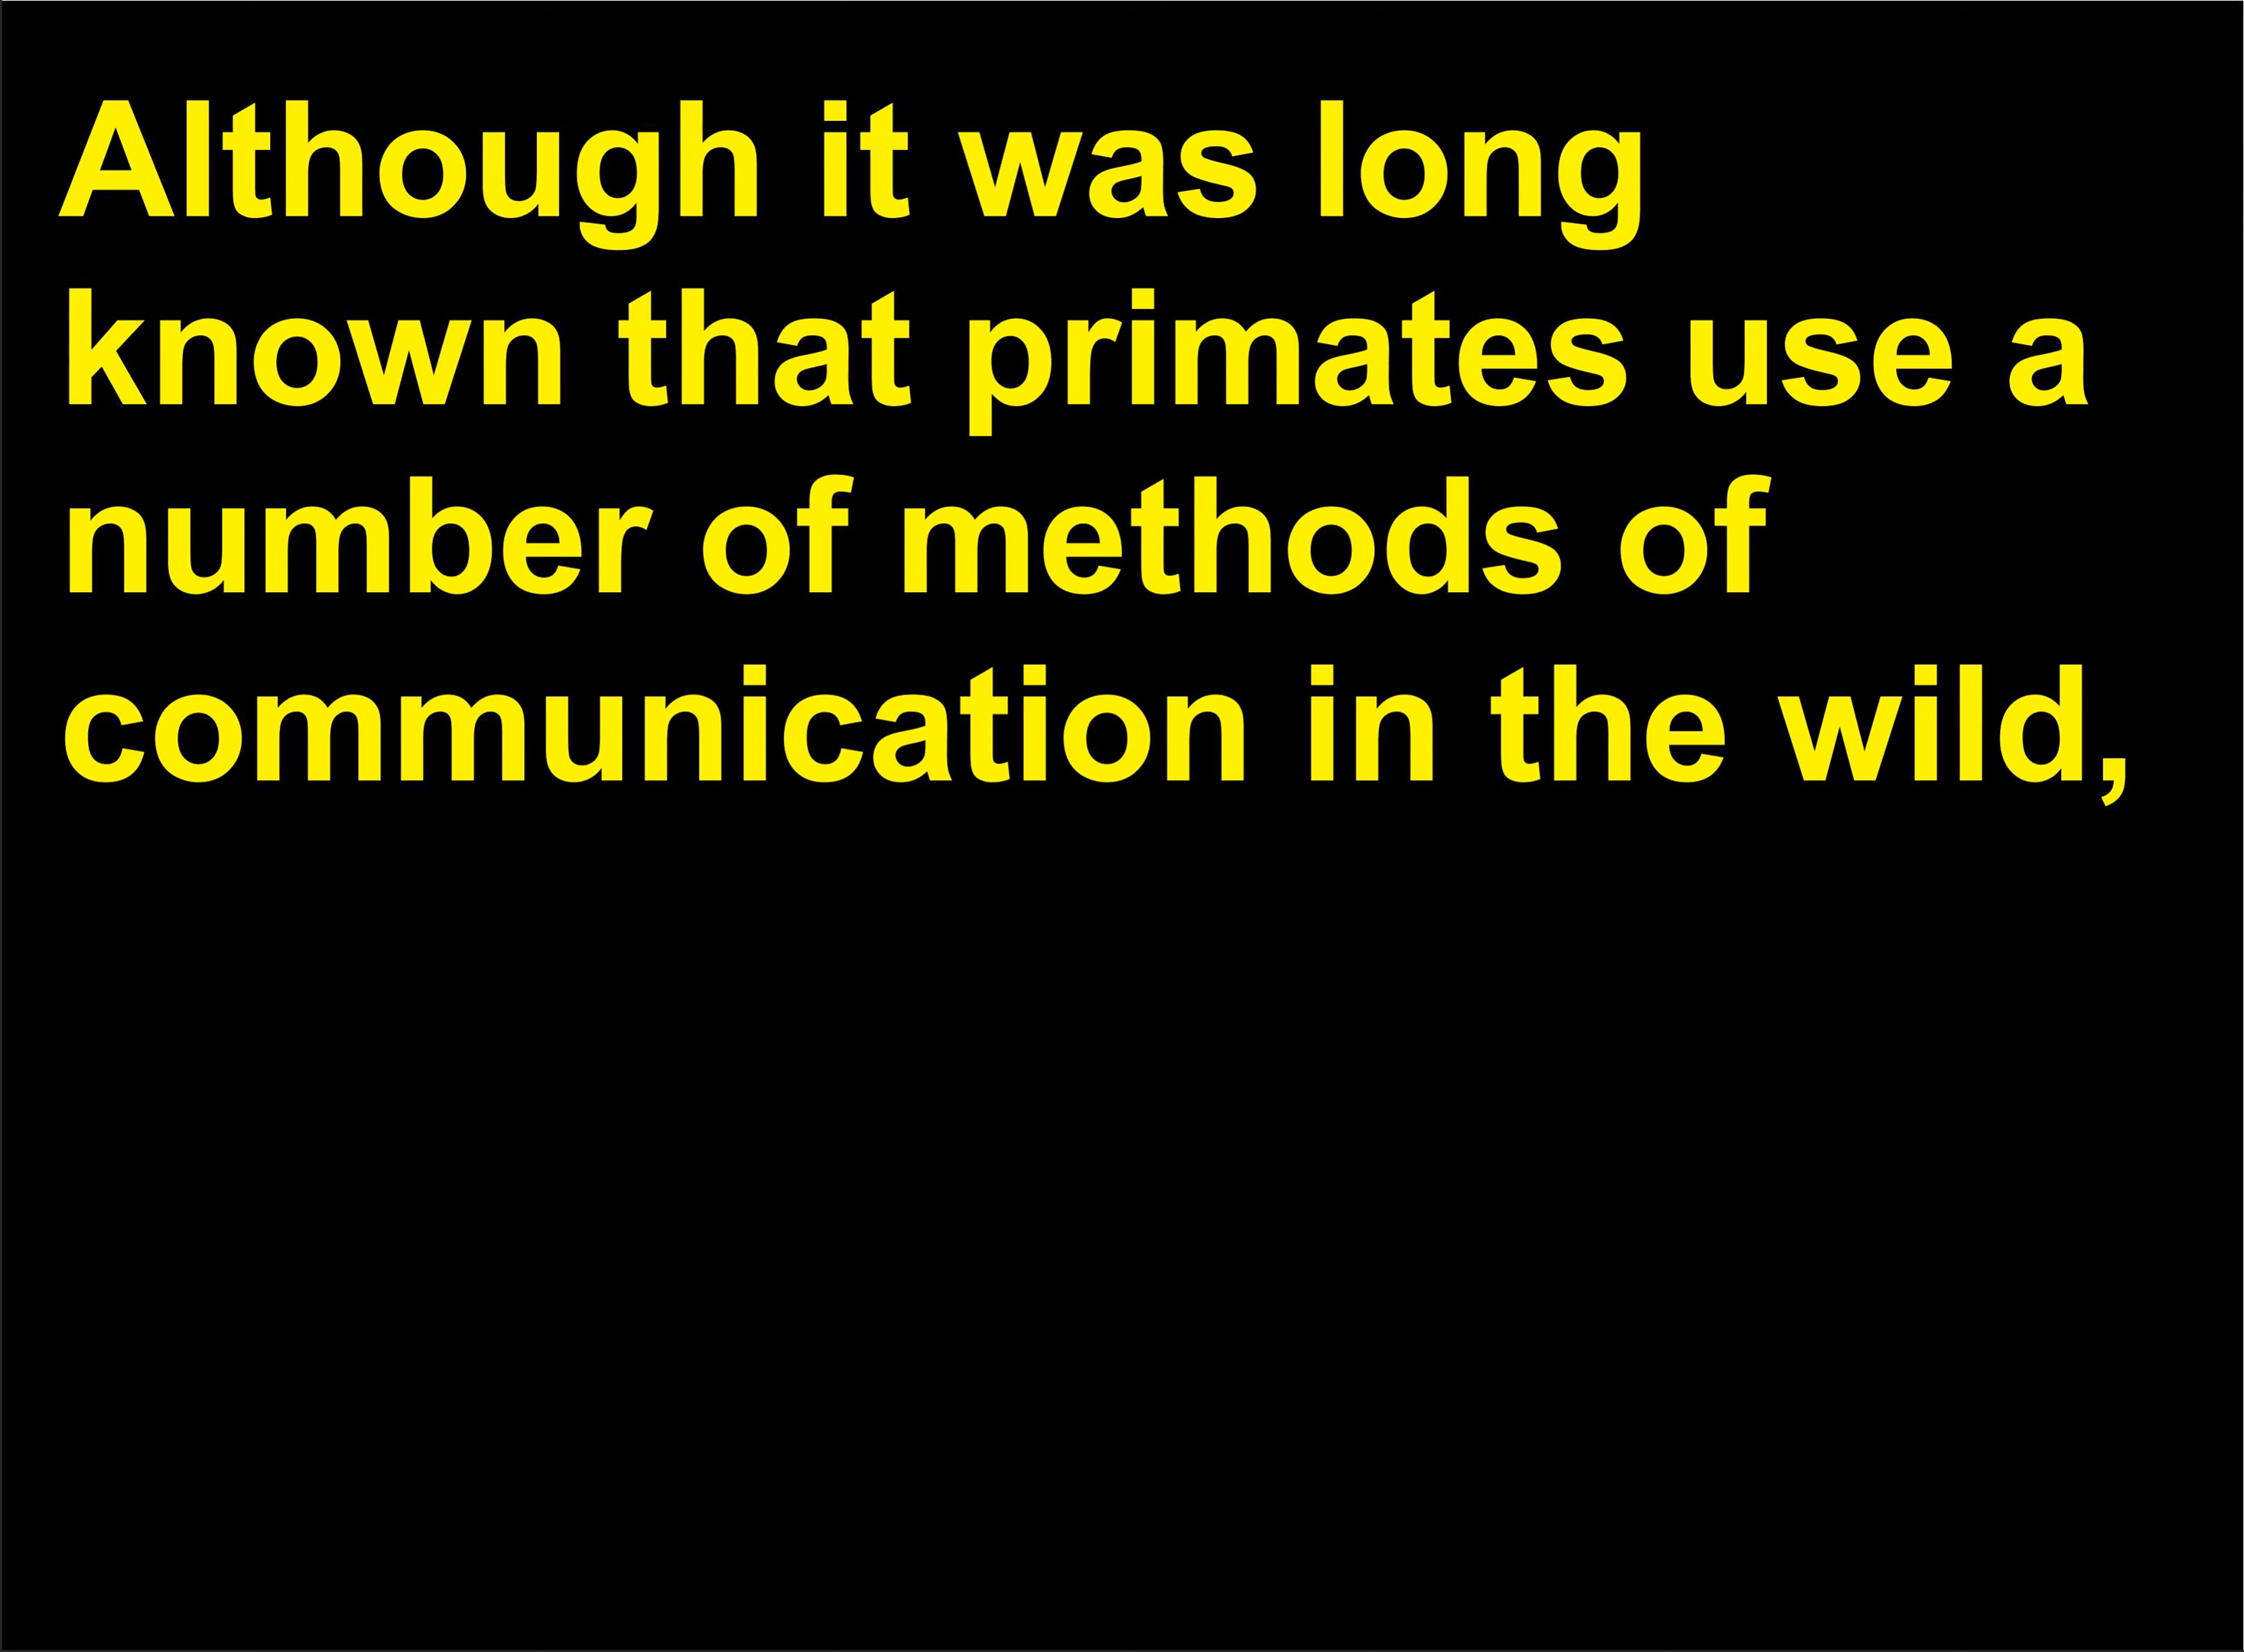 Although it was long
known that primates use a
number of methods of
communication in the wild,